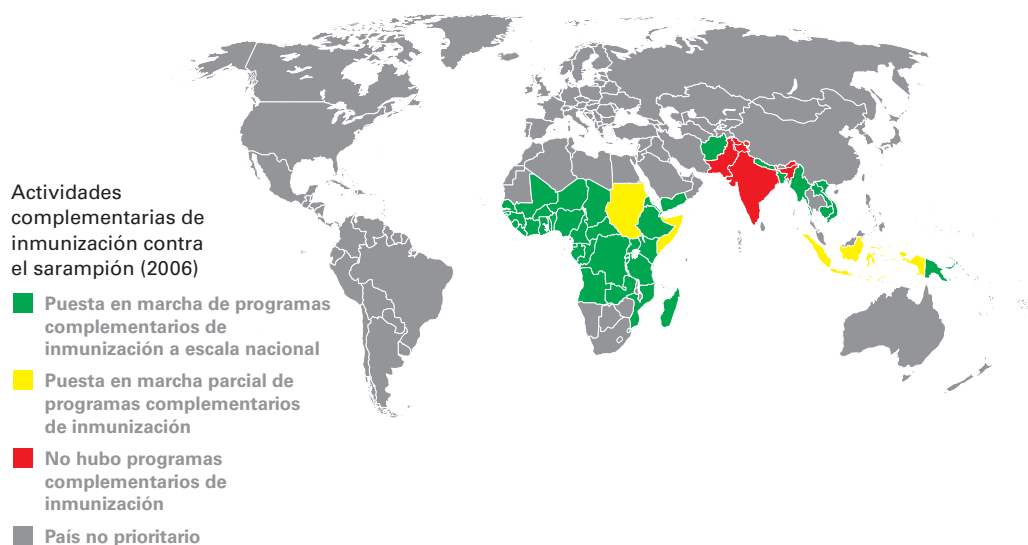 Actividades
complementarias de
inmunización contra
el sarampión (2006)
Puesta en marcha de programas
complementarios de
inmunización a escala nacional
Puesta en marcha parcial de
programas complementarios
de inmunización
No hubo programas
complementarios de
inmunización
País no prioritario